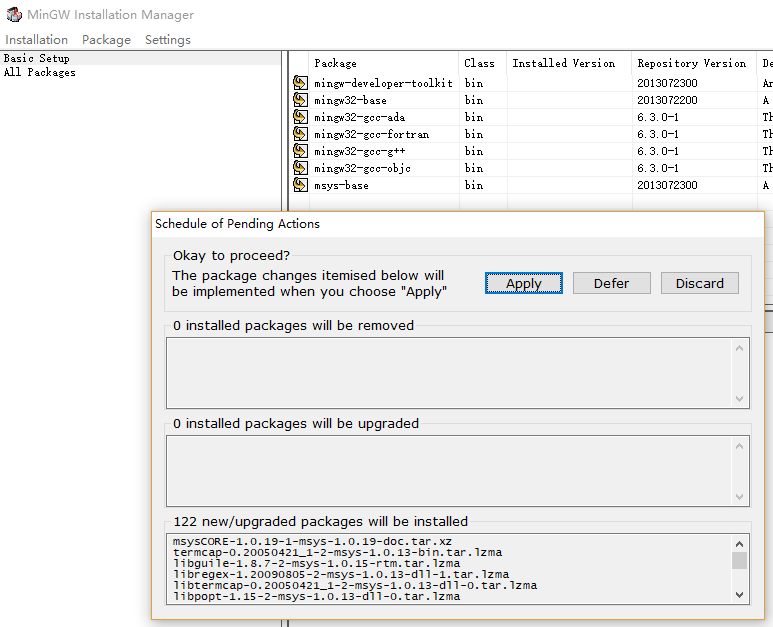 MinGW Installation Manager
Installation Package Settings
Basic Setup
All Packages
Package Class Installed Version Repository Version De
mingw-developer-toolkit bin 2013072300 An
mingw32-base bin 2013072200 A
mingw32-gcc-ada bin 6.3.0-1 Th
mingw32-gcc-fortran bin 6.3.0-1 Th
mingw32-gcc-g++ bin 6.3.0-1 Th
mingw32-gcc-objc bin 6.3.0-1 Th
msys-base bin 2013072300 A
Schedule of Pending Actions
Okay to proceed?
The package changes itemised below will
be implemented when you choose "Apply"
Apply Defer Discard
0 installed packages will be removed
0 installed packages will be upgraded
122 new/upgraded packages will be installed
msysCORE-1.0.19-1-msys-1.0.19-doc.tar.xz
termcap-0.20050421_1-2-msys-1.0.13-bin.tar.lzma
libguile-1.8.7-2-msys-1.0.15-rtm.tar.lzma
libregex-1.20090805-2-msys-1.0.13-dll-1.tar.lzma
libtermcap-0.20050421_1-2-msys-1.0.13-dll-0.tar.lzma
libpopt-1.15-2-msys-1.0.13-dll-0.tar.lzma